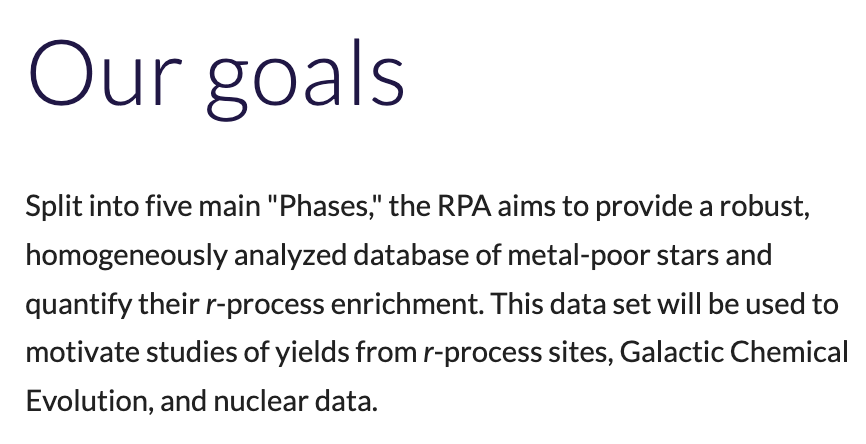 Our goals
Split into five main "Phases," the RPA aims to provide a robust,
homogeneously analyzed database of metal-poor stars and
quantify their r-process enrichment. This data set will be used to
motivate studies of yields from r-process sites, Galactic Chemical
Evolution, and nuclear data.